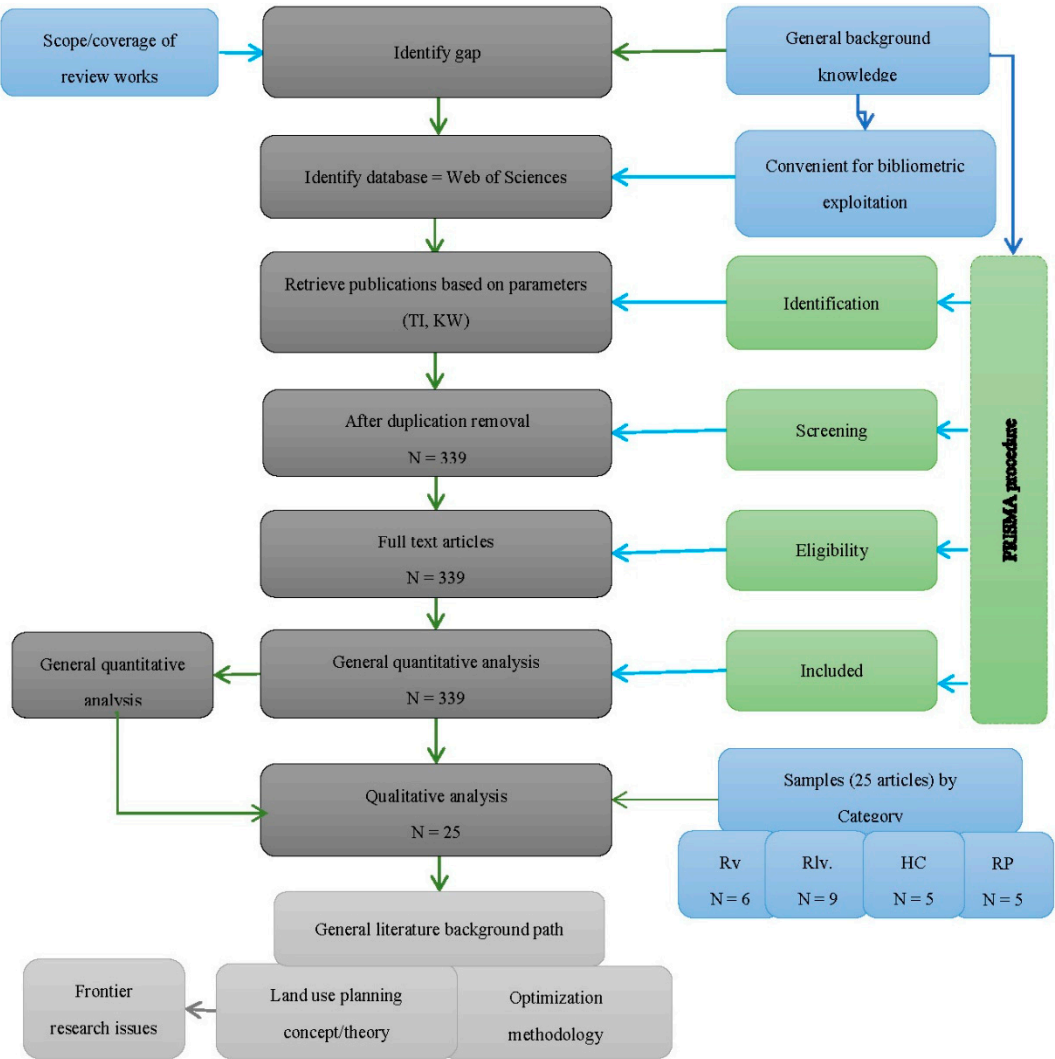 Scope/coverage of
review works
Identify gap
General background
knowledge
Identify database = Web of Sciences
Convenient for bibliometric
exploitation
Retrieve publications based on parameters
(TI, KW)
Identification
After duplication removal
N = 339
Screening
Full text articles
N = 339
Eligibility
PRISMA procedure
General quantitative
analysis
General quantitative analysis
N = 339
Included
Qualitative analysis
N = 25
Samples (25 articles) by
Category
Rv
N = 6
Rlv.
N = 9
HC
N = 5
RP
N = 5
General literature background path
Frontier
research issues
Land use planning
concept/theory
Optimization
methodology